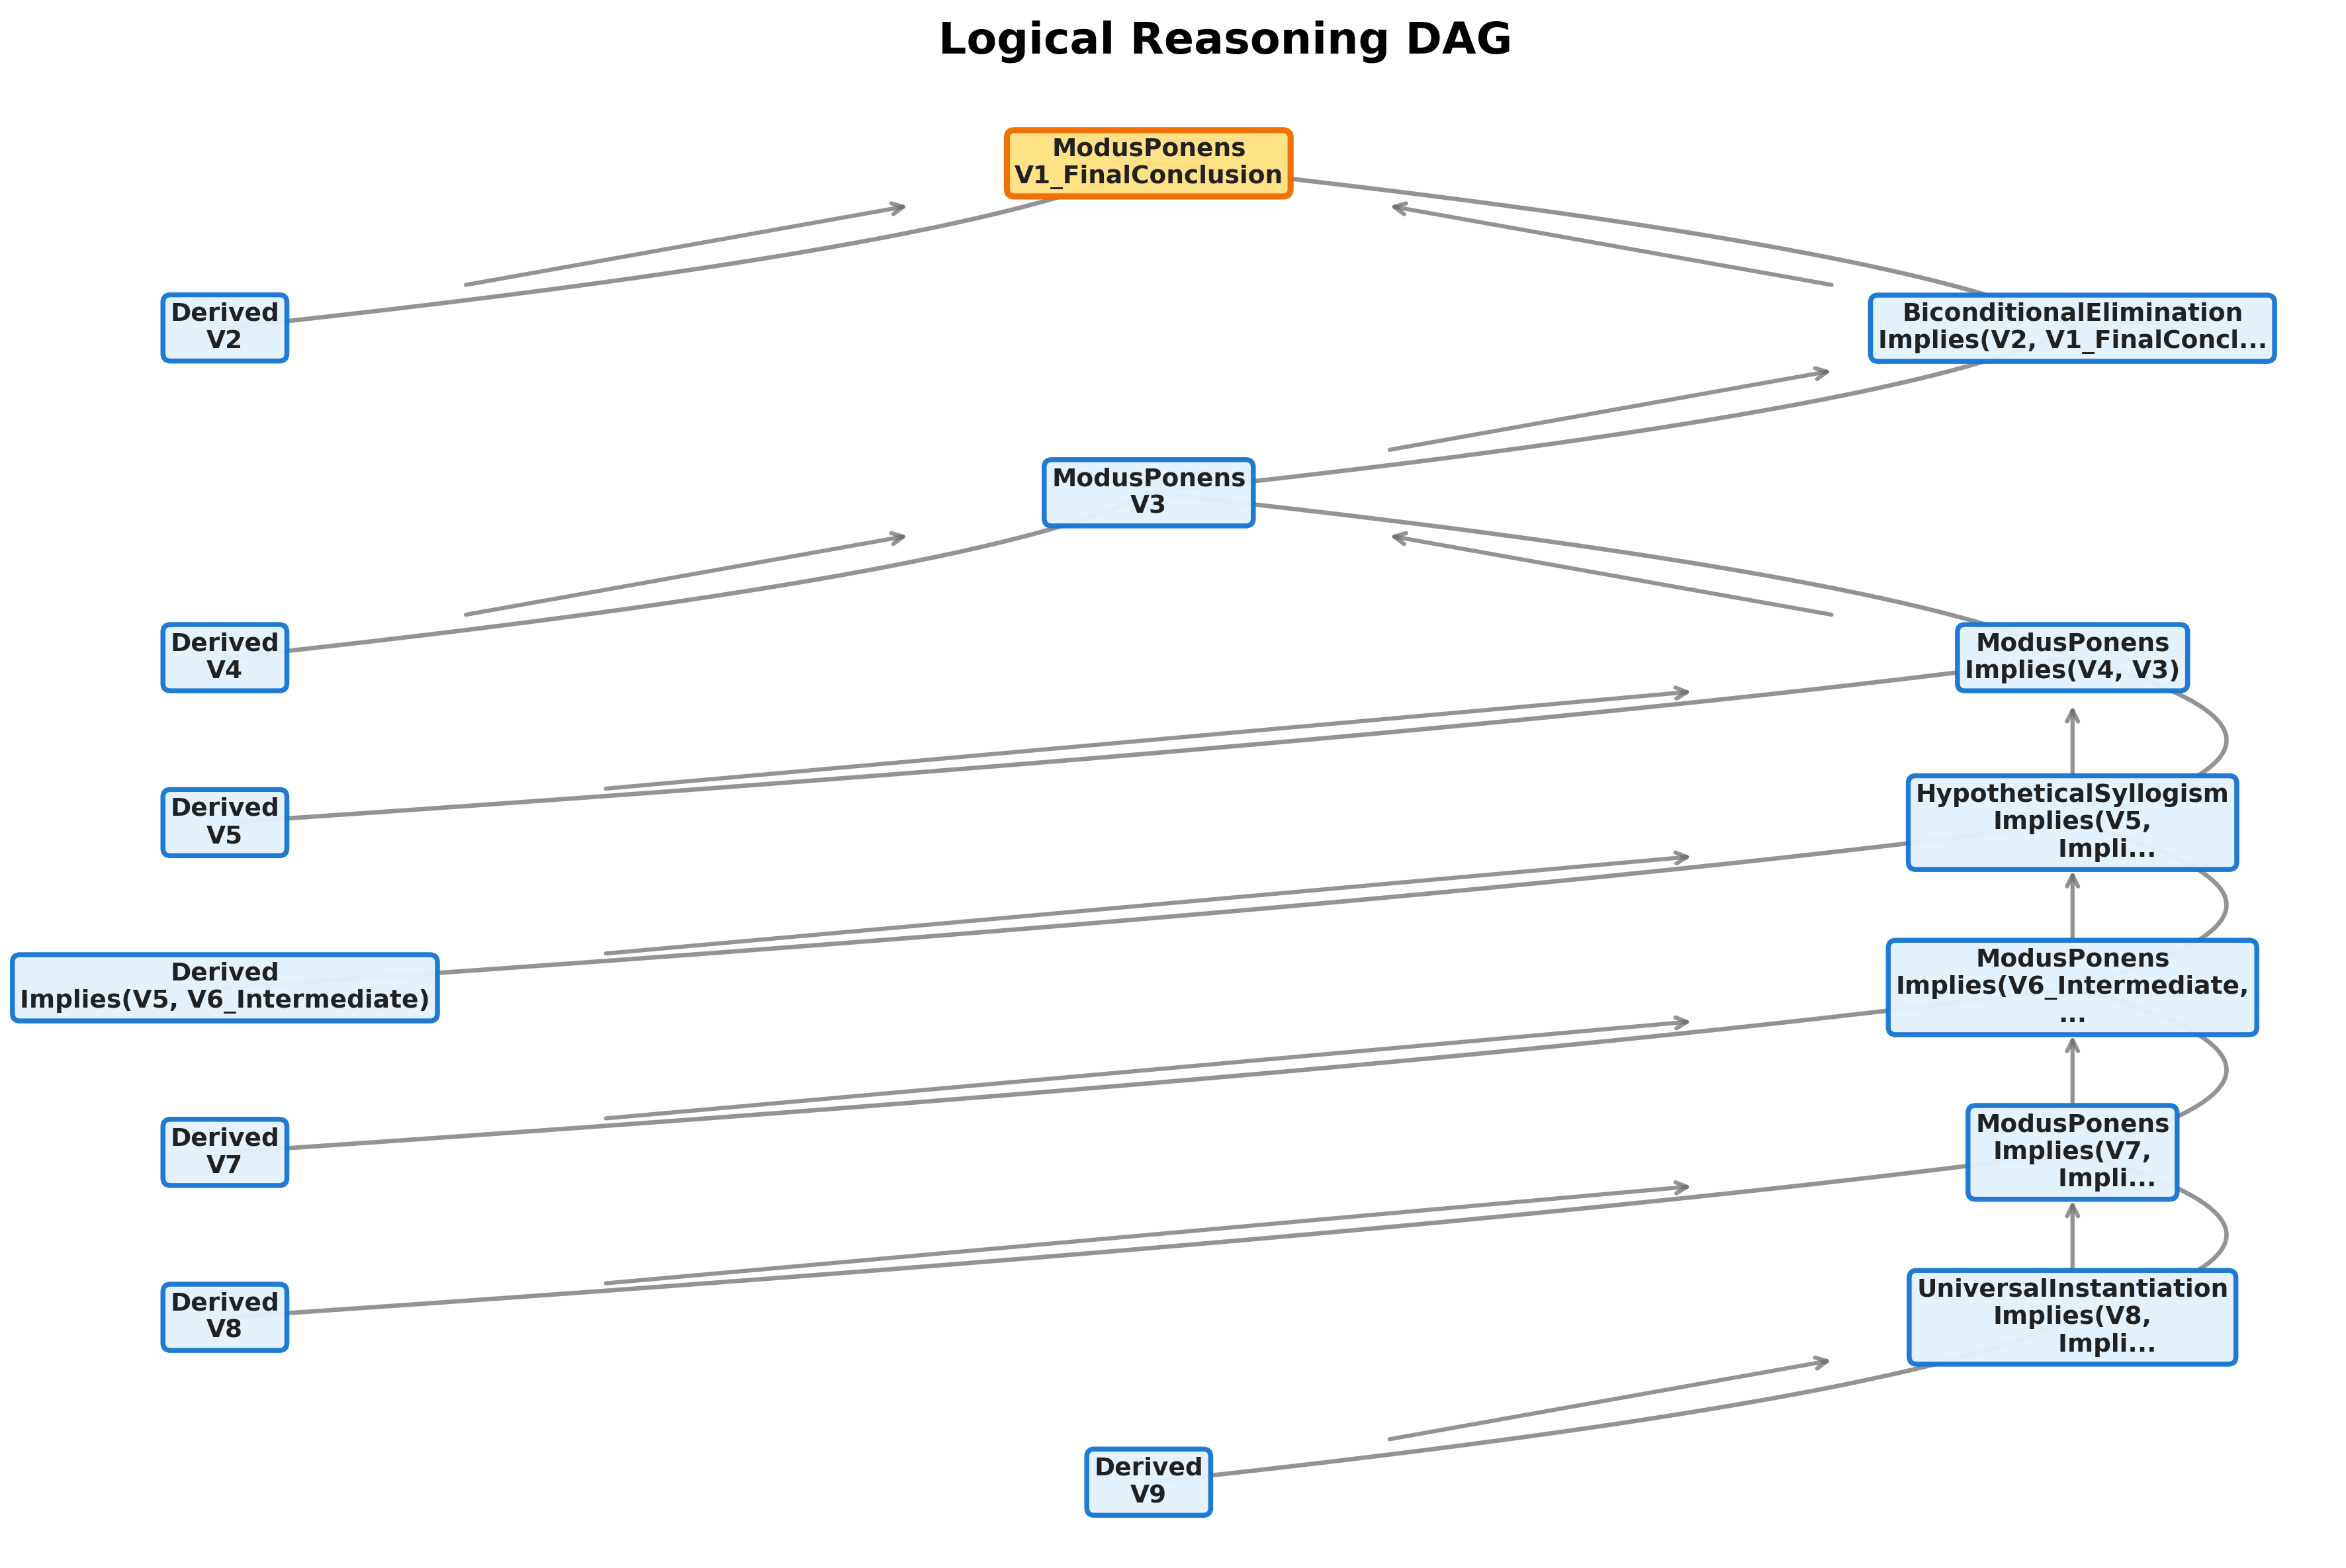 Logical Reasoning DAG
ModusPonens
V1_FinalConclusion
Derived
V2
BiconditionalElimination
Implies(V2, V1_FinalConcl...
ModusPonens
V3
Derived
V4
ModusPonens
Implies(V4, V3)
Derived
V5
HypotheticalSyllogism
Implies(V5,
Impli...
Derived
Implies(V5, V6_Intermediate)
ModusPonens
Implies(V6_Intermediate,
...
Derived
V7
ModusPonens
Implies(V7,
Impli...
Derived
V8
UniversalInstantiation
Implies(V8,
Impli...
Derived
V9